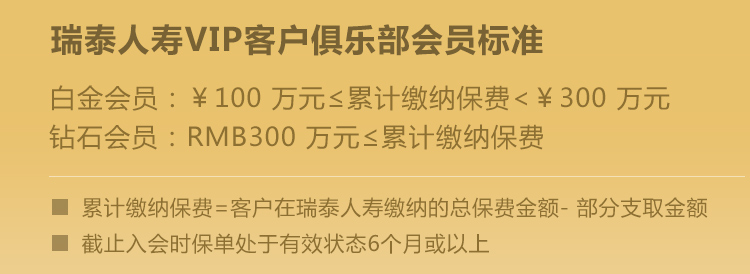 瑞泰人寿VIP客户俱乐部会员标准
白金会员：￥100 万元≤累计缴纳保费<￥300 万元
钻石会员：RMB300 万元≤累计缴纳保费
■ 累计缴纳保费=客户在瑞泰人寿缴纳的总保费金额- 部分支取金额
■ 截止入会时保单处于有效状态6个月或以上